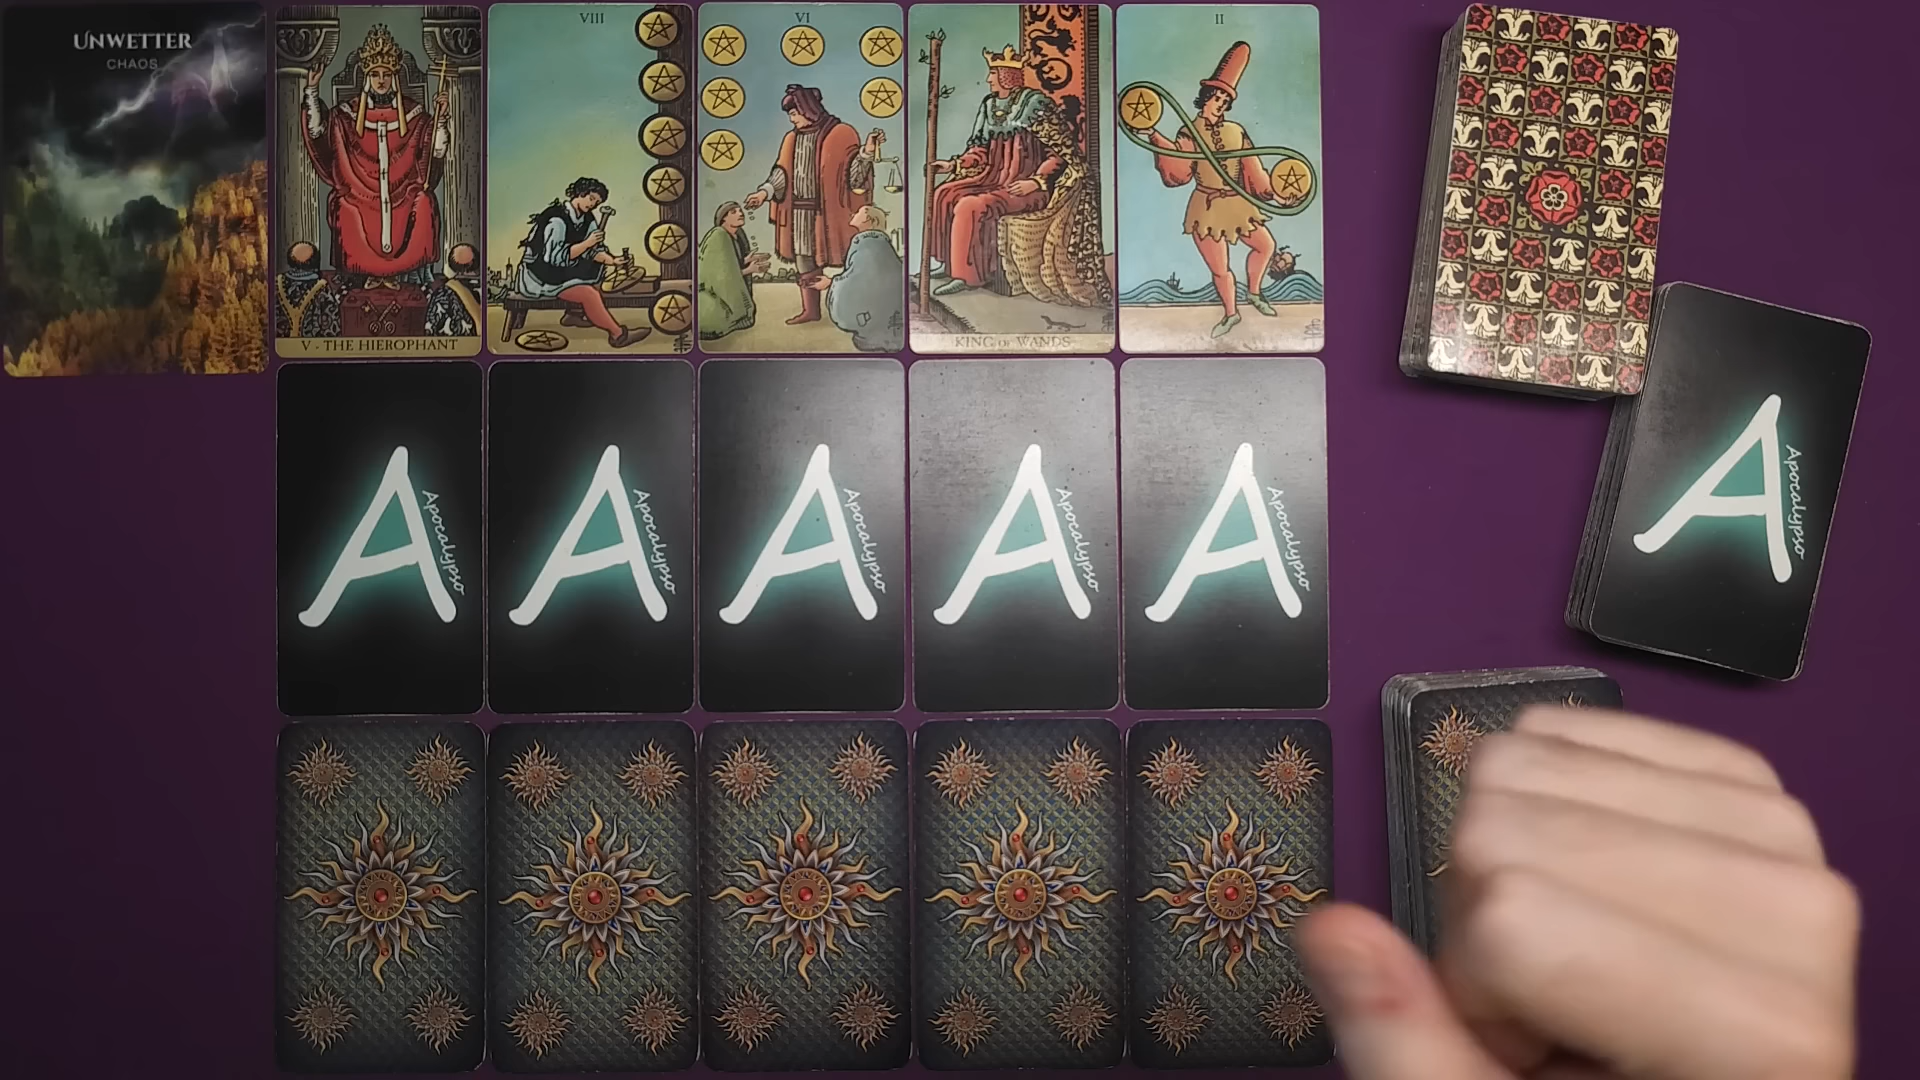 UNWETTER
CHAOS
V - THE HIEROPHANT
VIII
VI
KING OF WANDS
II
A
Apocalypso
A
Apocalypso
A
Apocalypso
A
Apocalypso
A
Apocalypso
A
Apocalypso